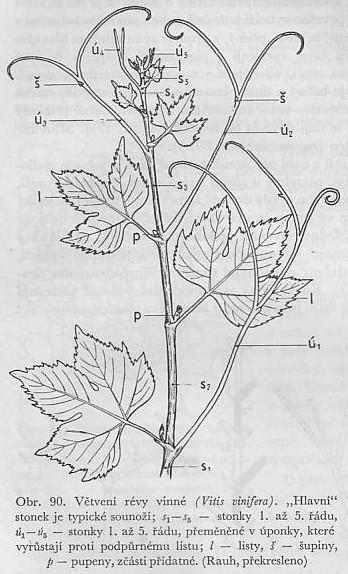 ú₄
ú₅
l
s₅
š
s₄
š
ú₃
ú₂
s₃
l
p
l
p
ú₁
s₂
s₁
Obr. 90. Větvení révy vinné (Vitis vinifera). „Hlavní“
stonek je typické sounoží; s₁—s₅ — stonky 1. až 5. řádu,
ú₁–ú₅ — stonky 1. až 5. řádu, přeměněné v úponky, které
vyrůstají proti podpůrnému listu; l — listy, š — šupiny,
p — pupeny, zčásti přídatné. (Rauh, překresleno)